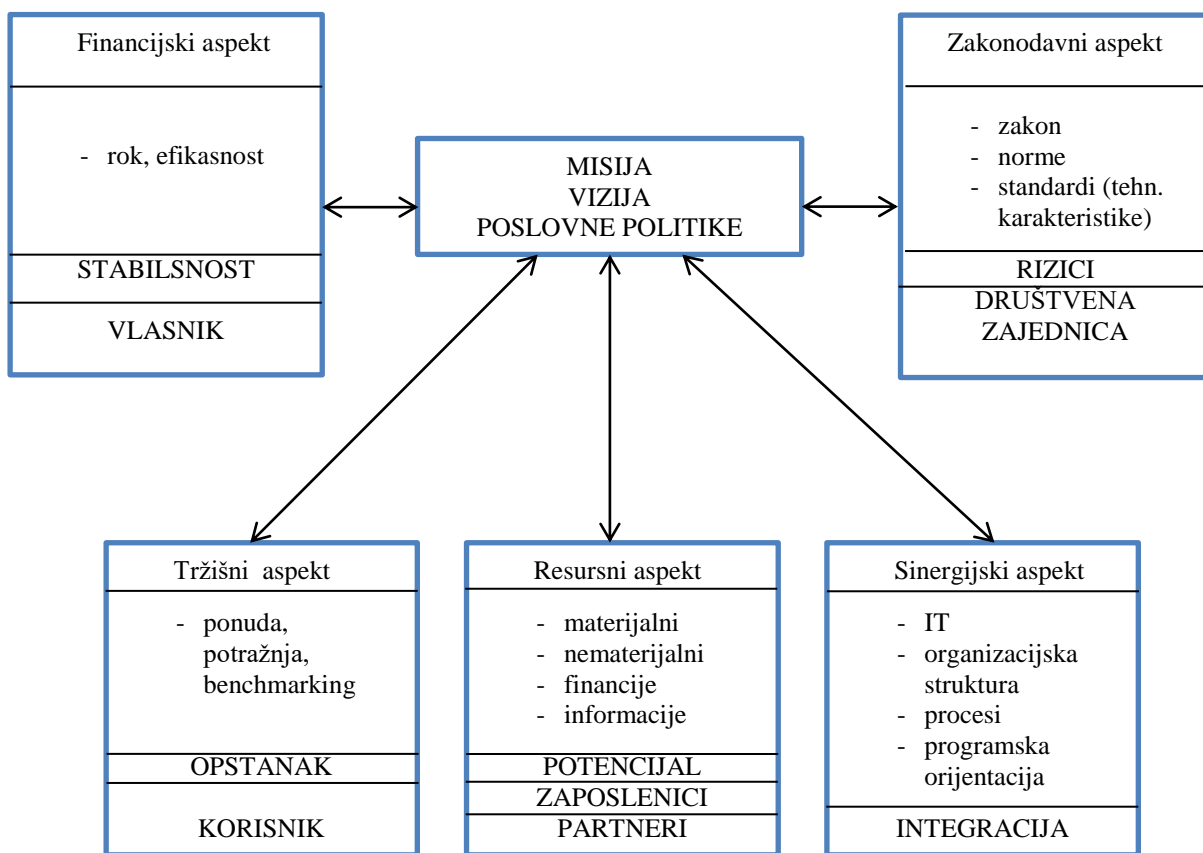 Financijski aspekt
- rok, efikasnost
STABILSNOST
VLASNIK
MISIJA
VIZIJA
POSLOVNE POLITIKE
Zakonodavni aspekt
- zakon
- norme
- standardi (tehn.
karakteristike)
RIZICI
DRUŠTVENA
ZAJEDNICA
Tržišni aspekt
- ponuda,
potražnja,
benchmarking
OPSTANAK
KORISNIK
Resursni aspekt
- materijalni
- nematerijalni
- financije
- informacije
POTENCIJAL
ZAPOSLENICI
PARTNERI
Sinergijski aspekt
- IT
- organizacijska
struktura
- procesi
- programska
orijentacija
INTEGRACIJA